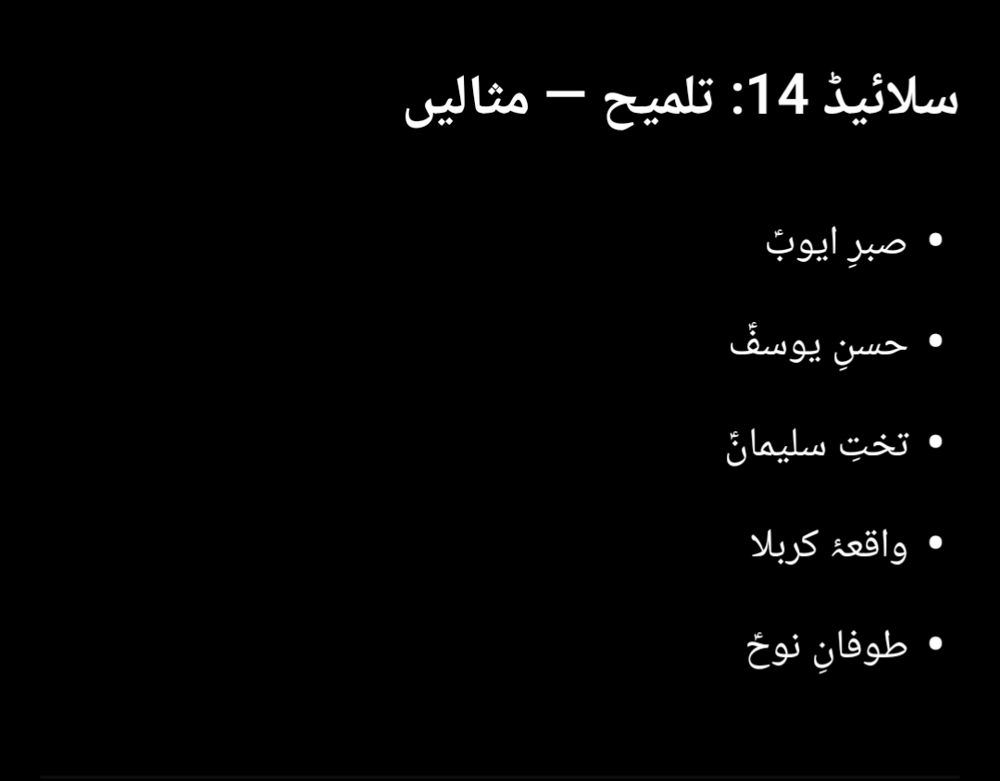 سلائیڈ 14: تلمیح — مثالیں
• صبرِ ایوبؑ
• حسنِ یوسفؑ
• تختِ سلیمانؑ
• واقعۂ کربلا
• طوفانِ نوحؑ